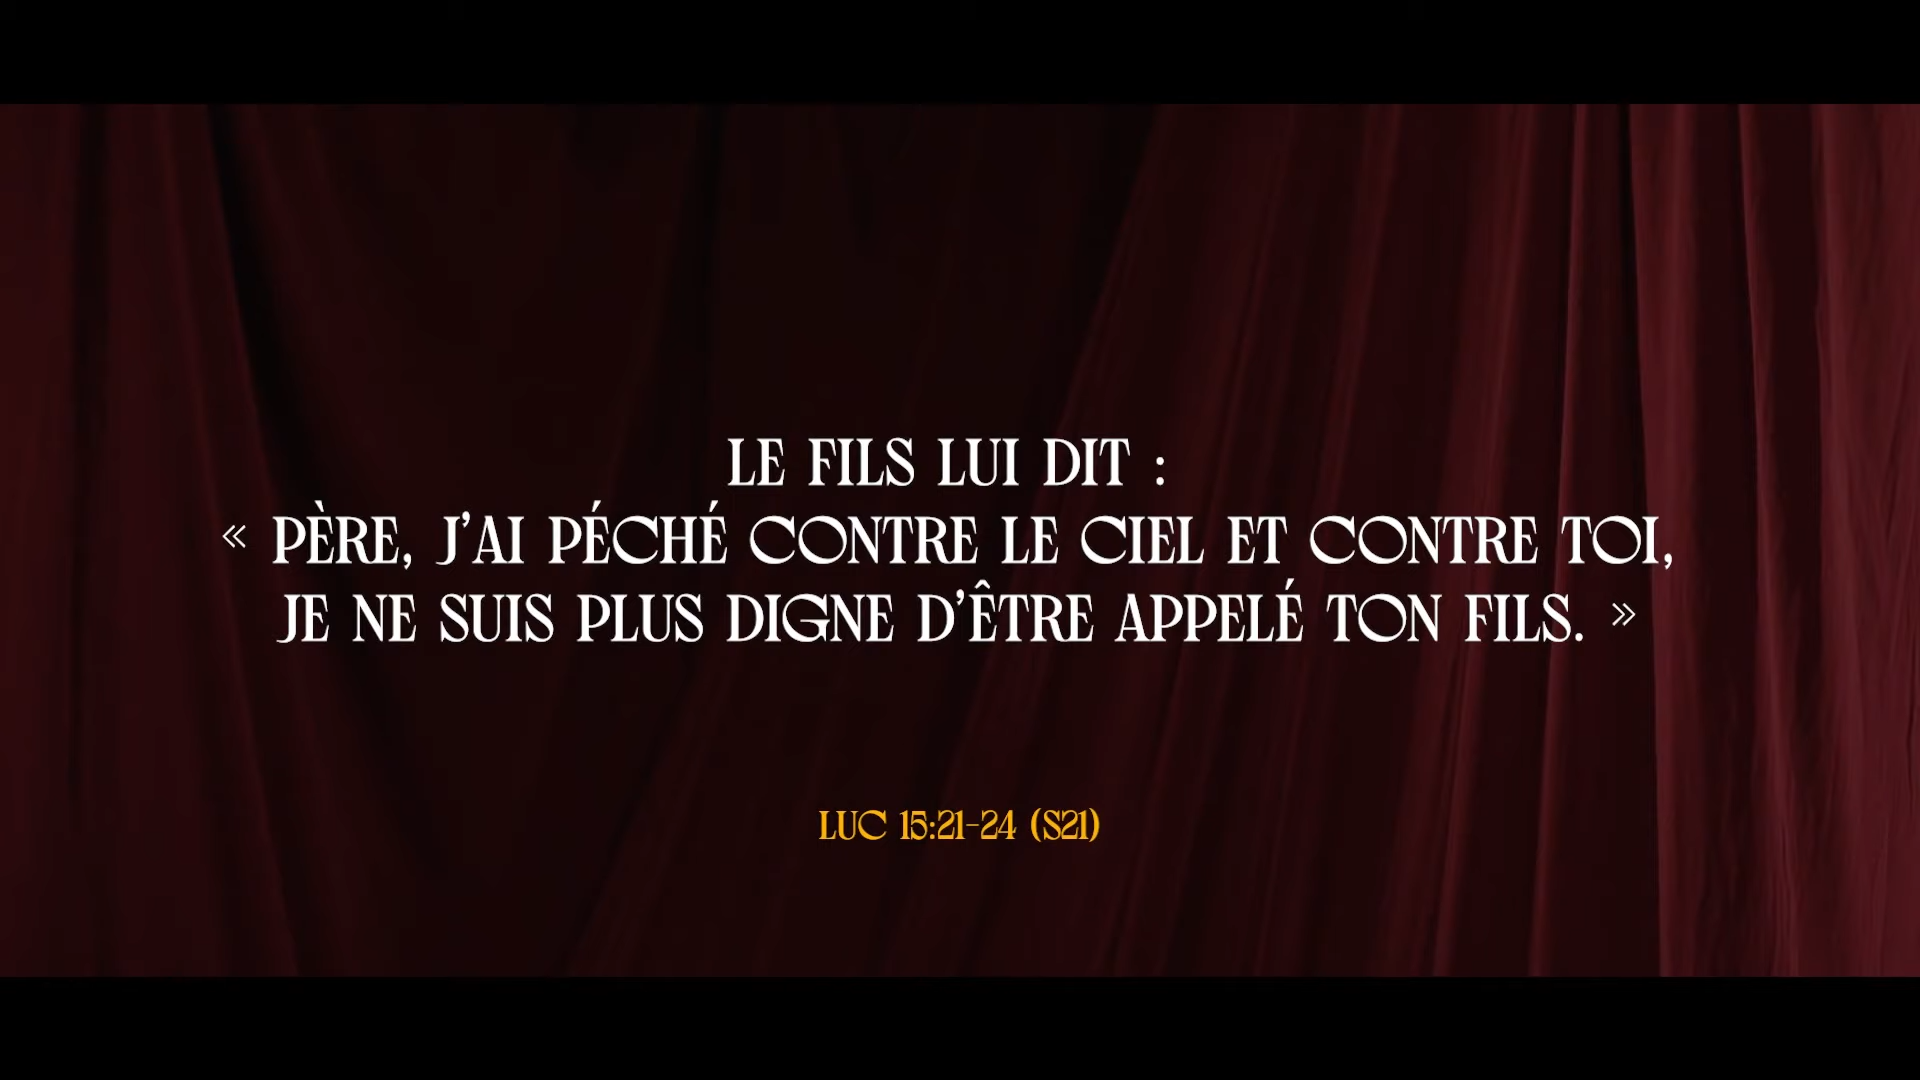 LE FILS LUI DIT :
« PÈRE, J’AI PÉCHÉ CONTRE LE CIEL ET CONTRE TOI,
JE NE SUIS PLUS DIGNE D’ÊTRE APPELÉ TON FILS. »
LUC 15:21-24 (S21)